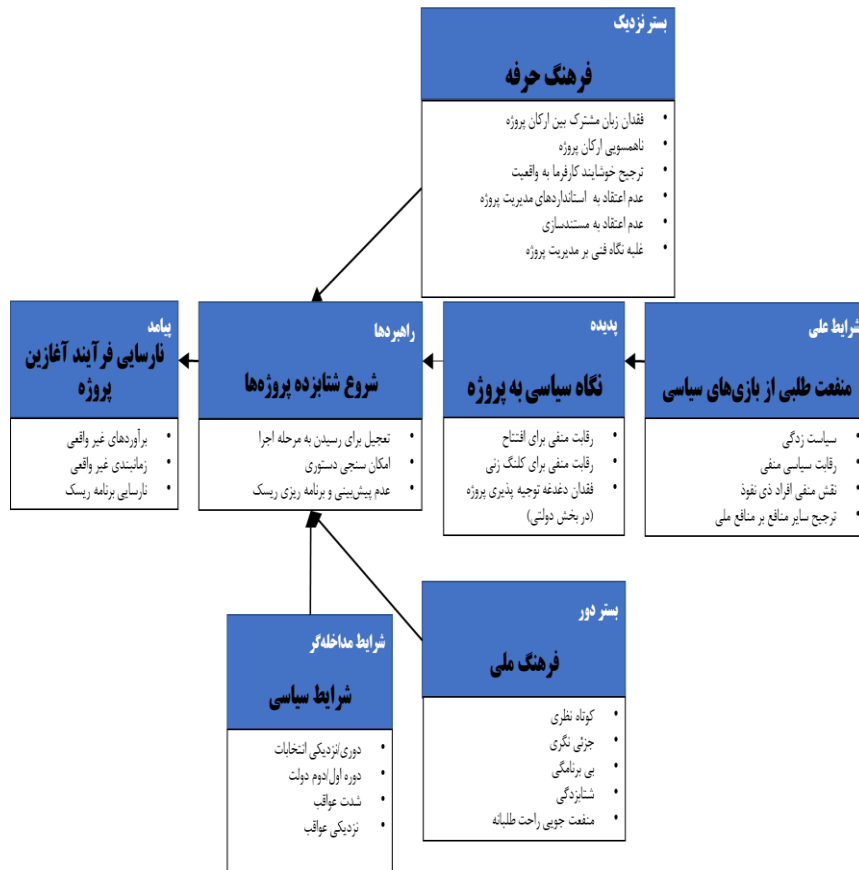 بستر نزدیک
فرهنگ حرفه
• فقدان زبان مشترک بین ارکان پروژه
• ناهمسویی ارکان پروژه
• ترجیح خوشایند کارفرما به واقعیت
• عدم اعتقاد به استانداردهای مدیریت پروژه
• عدم اعتقاد به مستندسازی
• غلبه نگاه فنی بر مدیریت پروژه
شرایط علی
منفعت طلبی از بازی‌های سیاسی
• سیاست زدگی
• رقابت سیاسی منفی
• نقش منفی افراد ذی نفوذ
• ترجیح سایر منافع بر منافع ملی
پدیده
نگاه سیاسی به پروژه
• رقابت منفی برای افتتاح
• رقابت منفی برای کلنگ زنی
• فقدان دغدغه توجیه پذیری پروژه
(در بخش دولتی)
راهبردها
شروع شتابزده پروژه‌ها
• تعجیل برای رسیدن به مرحله اجرا
• امکان سنجی دستوری
• عدم پیش‌بینی و برنامه ریزی ریسک
پیامد
نارسایی فرآیند آغازین
پروژه
• برآوردهای غیر واقعی
• زمانبندی غیر واقعی
• نارسایی برنامه ریسک
بستر دور
فرهنگ ملی
• کوتاه نظری
• جزئی نگری
• بی برنامگی
• شتابزدگی
• منفعت جویی راحت طلبانه
شرایط مداخله‌گر
شرایط سیاسی
• دوری/نزدیکی انتخابات
• دوره اول/دوم دولت
• شدت عواقب
• نزدیکی عواقب